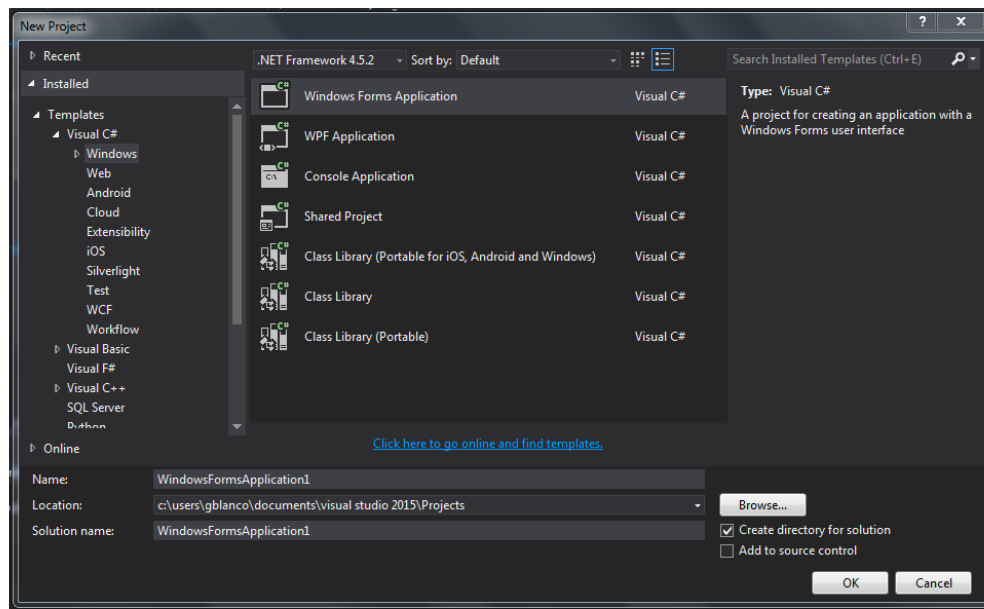 New Project
? x
Recent
.NET Framework 4.5.2 Sort by: Default
Search Installed Templates (Ctrl+E)
Installed
Templates
Visual C#
Windows
Web
Android
Cloud
Extensibility
iOS
Silverlight
Test
WCF
Workflow
Visual Basic
Visual F#
Visual C++
SQL Server
Python
Online
C# Windows Forms Application Visual C#
C# WPF Application Visual C#
C# C:\ Console Application Visual C#
C# Shared Project Visual C#
C# Class Library (Portable for iOS, Android and Windows) Visual C#
C# Class Library Visual C#
C# Class Library (Portable) Visual C#
Click here to go online and find templates.
Type: Visual C#
A project for creating an application with a
Windows Forms user interface
Name: WindowsFormsApplication1
Location: c:\users\gblanco\documents\visual studio 2015\Projects
Browse...
Solution name: WindowsFormsApplication1
Create directory for solution
Add to source control
OK Cancel